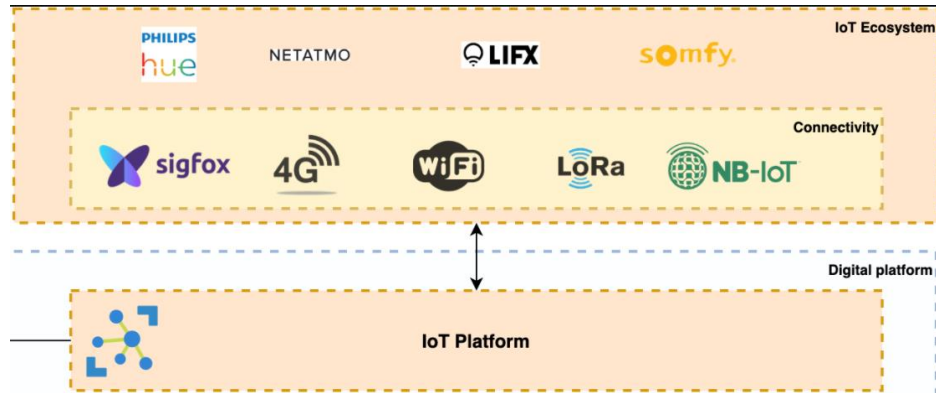 IoT Ecosystem
PHILIPS
hue
NETATMO
LIFX
somfy.
Connectivity
sigfox
4G
WiFi
LoRa
NB-IoT
Digital platform
IoT Platform